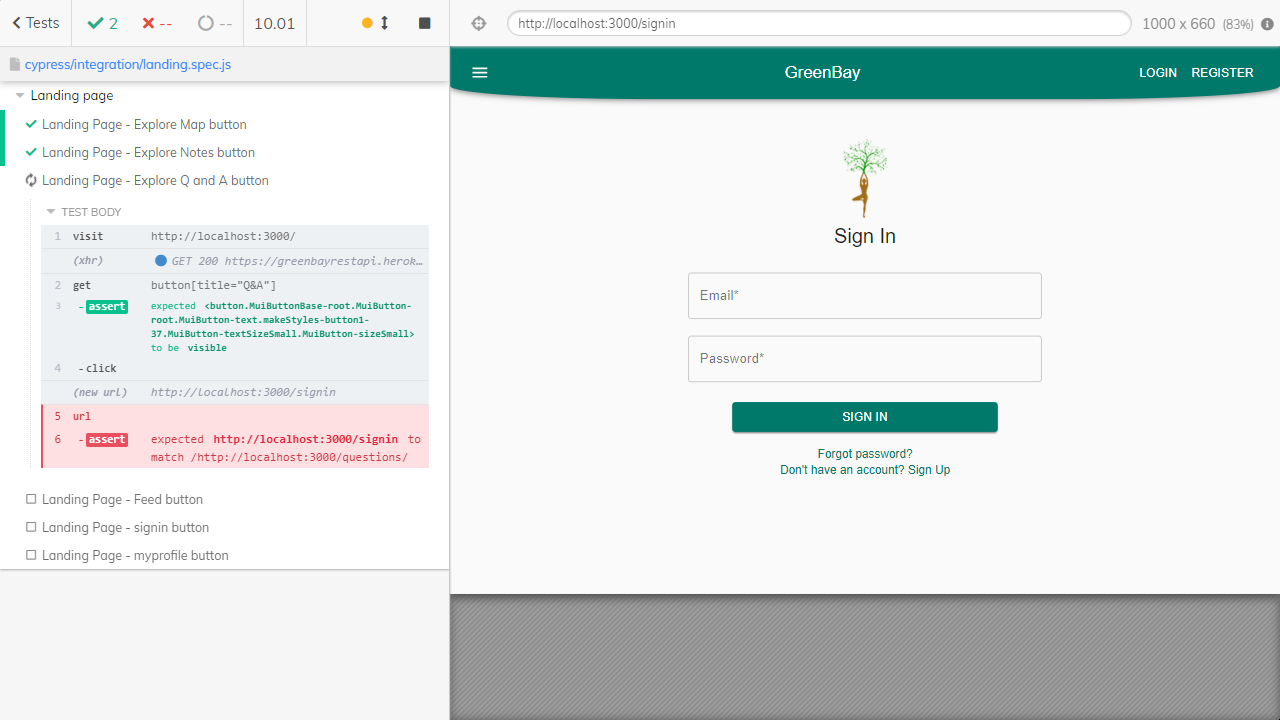 Tests
2
--
--
10.01
http://localhost:3000/signin
1000 x 660 (83%)
cypress/integration/landing.spec.js
Landing page
Landing Page - Explore Map button
Landing Page - Explore Notes button
Landing Page - Explore Q and A button
TEST BODY
1 visit http://localhost:3000/
(xhr) GET 200 https://greenbayrestapi.herok…
2 get button[title="Q&A"]
3 - assert expected <button.MuiButtonBase-root.MuiButton-
root.MuiButton-text.makeStyles-button1-
37.MuiButton-textSizeSmall.MuiButton-sizeSmall>
to be visible
4 - click
(new url) http://localhost:3000/signin
5 url
6 - assert expected http://localhost:3000/signin to
match /http://localhost:3000/questions/
Landing Page - Feed button
Landing Page - signin button
Landing Page - myprofile button
GreenBay
LOGIN REGISTER
Sign In
Email*
Password*
SIGN IN
Forgot password?
Don't have an account? Sign Up